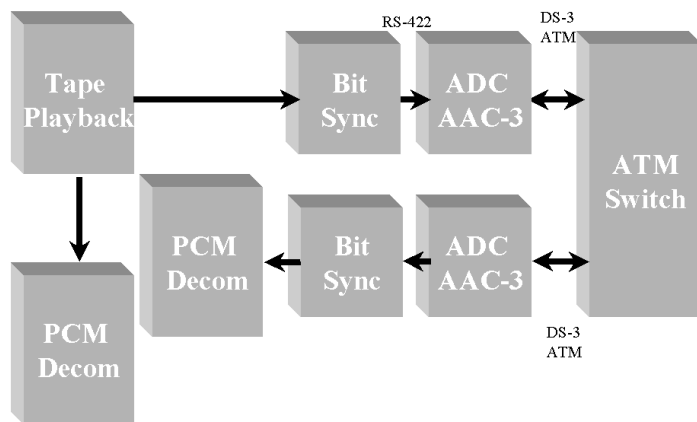 RS-422
DS-3
ATM
Tape
Playback
Bit
Sync
ADC
AAC-3
ATM
Switch
PCM
Decom
Bit
Sync
ADC
AAC-3
PCM
Decom
DS-3
ATM